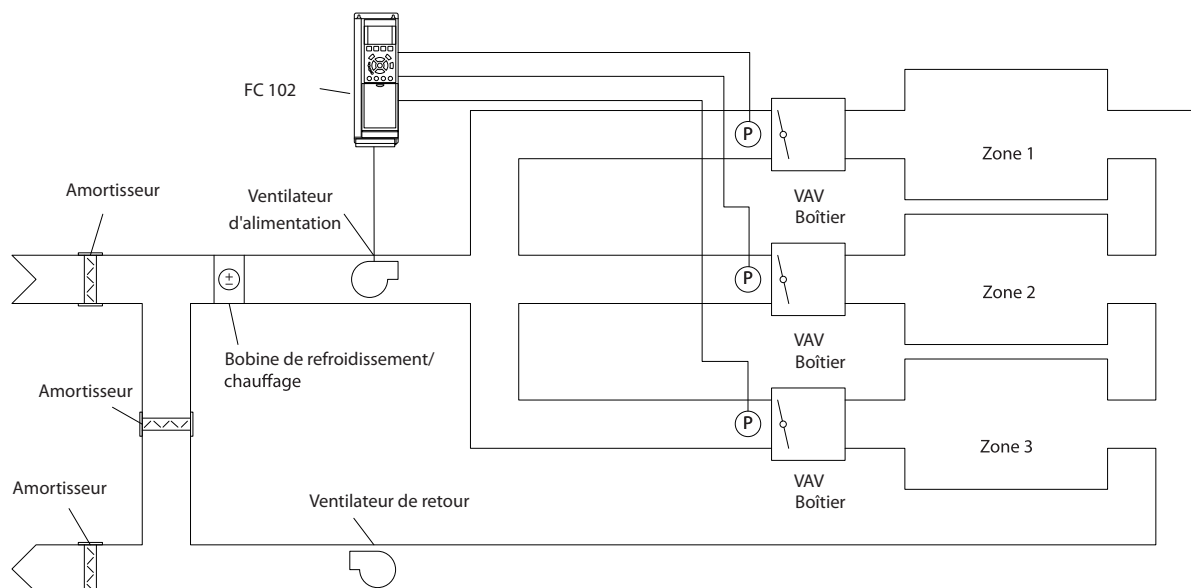 FC 102
P
Zone 1
Amortisseur
Ventilateur
d'alimentation
VAV
Boîtier
P
Zone 2
±
VAV
Boîtier
Bobine de refroidissement/
chauffage
Amortisseur
P
Zone 3
Amortisseur
Ventilateur de retour
VAV
Boîtier